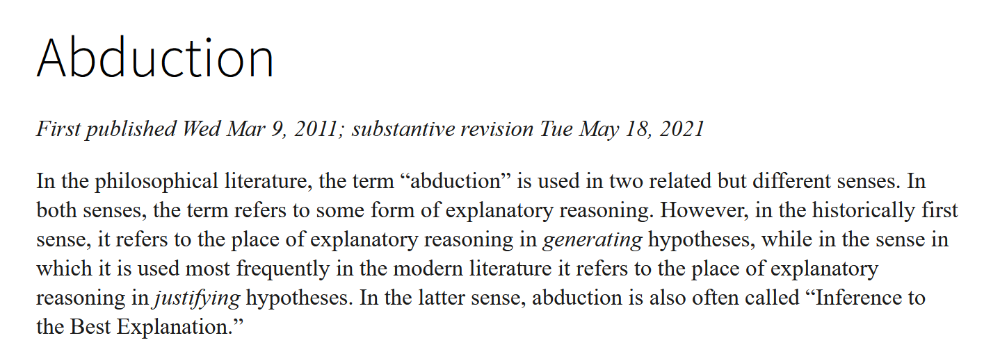 Abduction
First published Wed Mar 9, 2011; substantive revision Tue May 18, 2021
In the philosophical literature, the term “abduction” is used in two related but different senses. In
both senses, the term refers to some form of explanatory reasoning. However, in the historically first
sense, it refers to the place of explanatory reasoning in generating hypotheses, while in the sense in
which it is used most frequently in the modern literature it refers to the place of explanatory
reasoning in justifying hypotheses. In the latter sense, abduction is also often called “Inference to
the Best Explanation.”